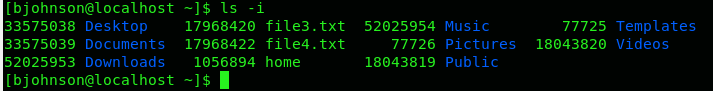 [bjohnson@localhost ~]$ ls -i
33575038 Desktop    17968420 file3.txt  52025954 Music        77725 Templates
33575039 Documents  17968422 file4.txt     77726 Pictures  18043820 Videos
52025953 Downloads   1056894 home       18043819 Public
[bjohnson@localhost ~]$